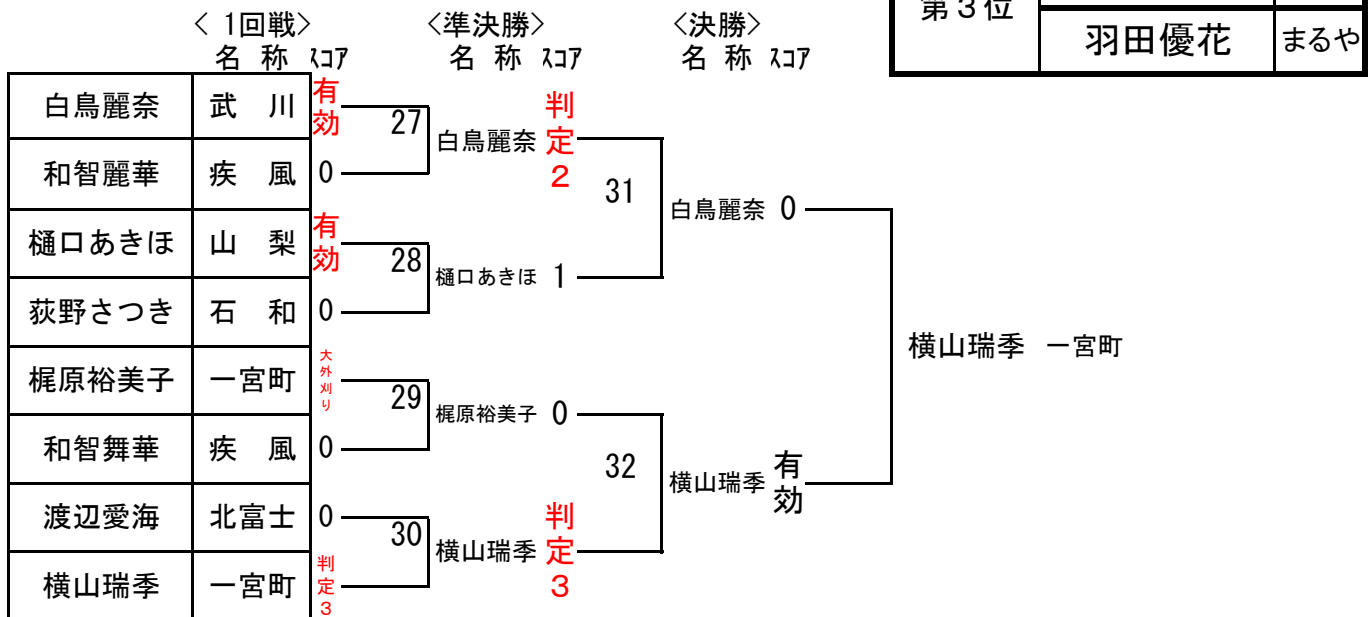 第３位
羽田優花 まるや
< 1回戦> <準決勝> <決勝>
名 称 ｽｺｱ 名 称 ｽｺｱ 名 称 ｽｺｱ
白鳥麗奈 武 川 有効
27
白鳥麗奈 判定２
和智麗華 疾 風 0
31
白鳥麗奈 0
樋口あきほ 山 梨 有効
28
樋口あきほ 1
荻野さつき 石 和 0
横山瑞季 一宮町
梶原裕美子 一宮町 大外刈り
29
梶原裕美子 0
和智舞華 疾 風 0
32
横山瑞季 有効
渡辺愛海 北富士 0
30
横山瑞季 判定３
横山瑞季 一宮町 判定３